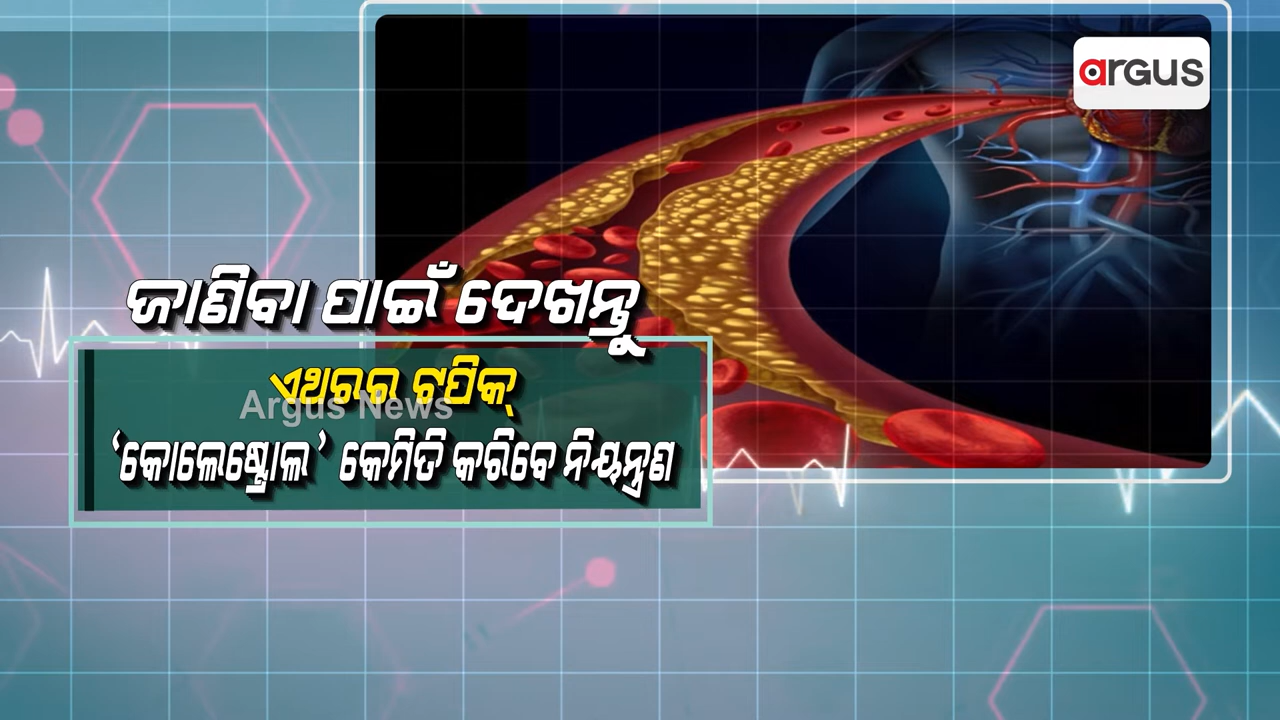 argus
ଜାଣିବା ପାଇଁ ଦେଖନ୍ତୁ
ଏଥରର ଟପିକ୍
Argus News
‘କୋଲେଷ୍ଟ୍ରୋଲ’ କେମିତି କରିବେ ନିୟନ୍ତ୍ରଣ